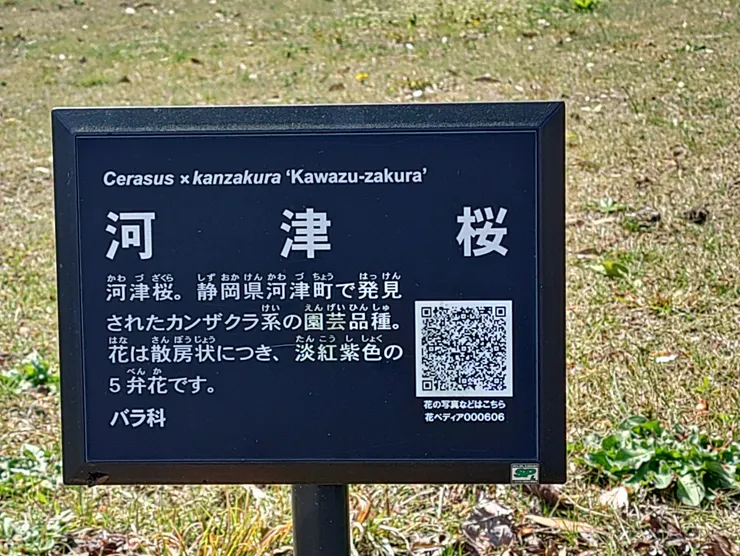 Cerasus × kanzakura 'Kawazu-zakura'
河津桜
かわ づ ざくら しず おか けん かわ づ ちょう はっ けん
河津桜。静岡県河津町で発見
けい えん げい ひん しゅ
されたカンザクラ系の園芸品種。
はな さん ぼう じょう たん こう し しょく
花は散房状につき、淡紅紫色の
べん か
5弁花です。
バラ科
花の写真などはこちら
花ペディア000606